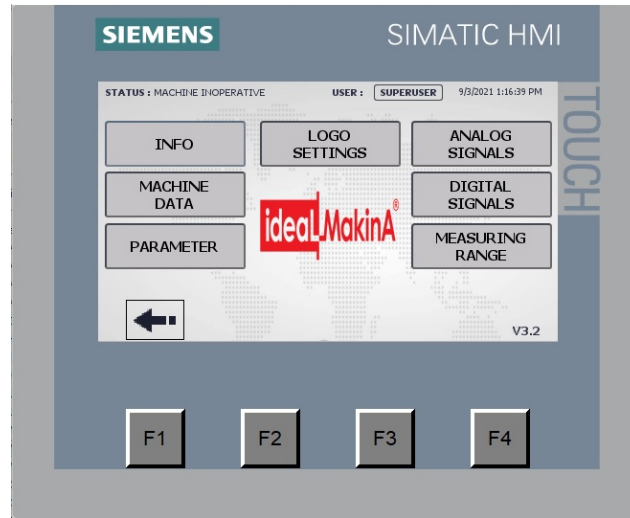 SIEMENS
SIMATIC HMI
TOUCH
STATUS : MACHINE INOPERATIVE USER : SUPERUSER 9/3/2021 1:16:39 PM
INFO
LOGO
SETTINGS
ANALOG
SIGNALS
MACHINE
DATA
DIGITAL
SIGNALS
ideaLMakinA®
PARAMETER
MEASURING
RANGE
V3.2
F1
F2
F3
F4